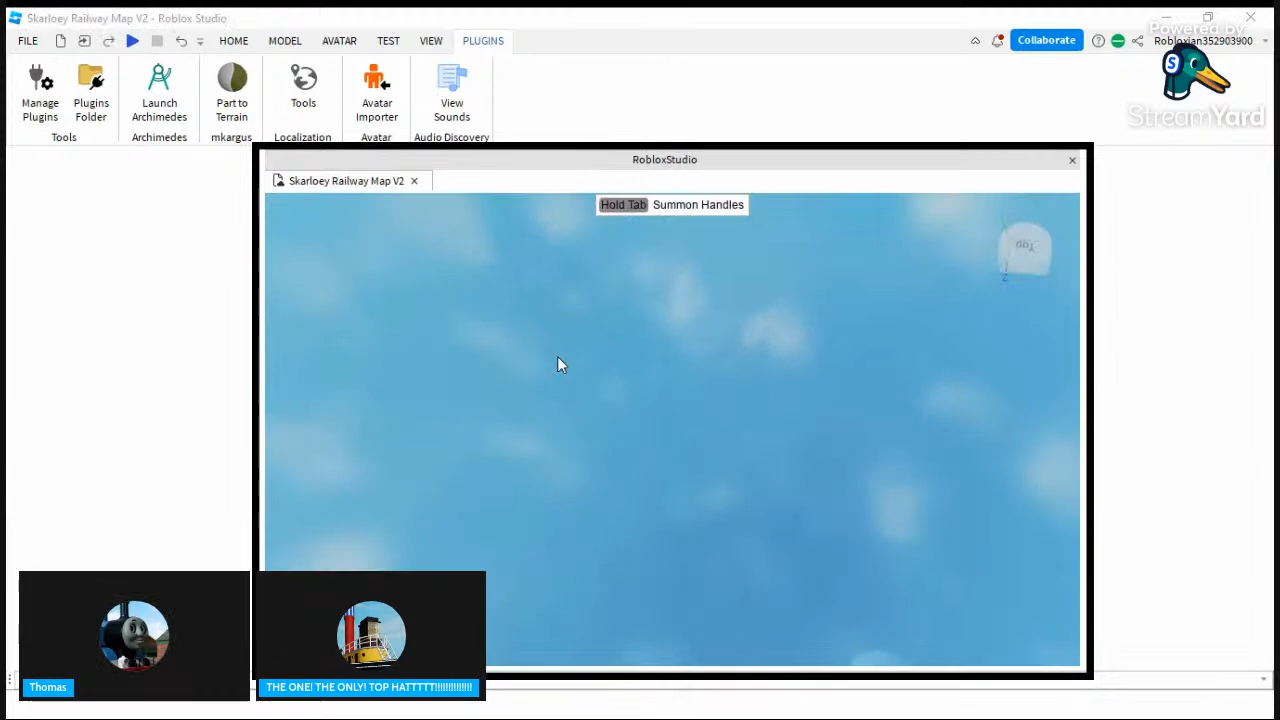 Skarloey Railway Map V2 - Roblox Studio
Powered by
StreamYard
FILE
HOME
MODEL
AVATAR
TEST
VIEW
PLUGINS
Collaborate
Robloxian352903900
Manage Plugins
Plugins Folder
Launch Archimedes
Part to Terrain
Tools
Avatar Importer
View Sounds
Tools
Archimedes
mkargus
Localization
Avatar
Audio Discovery
RobloxStudio
Skarloey Railway Map V2
Hold Tab Summon Handles
Top
Z
Thomas
THE ONE! THE ONLY! TOP HATTTTT!!!!!!!!!!!!!!